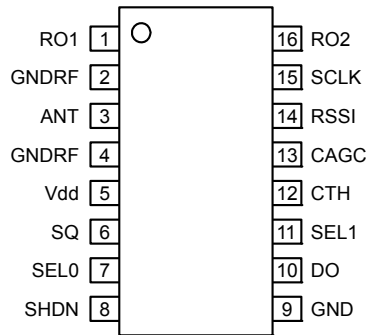 RO1 1 16 RO2
GNDRF 2 15 SCLK
ANT 3 14 RSSI
GNDRF 4 13 CAGC
Vdd 5 12 CTH
SQ 6 11 SEL1
SEL0 7 10 DO
SHDN 8 9 GND